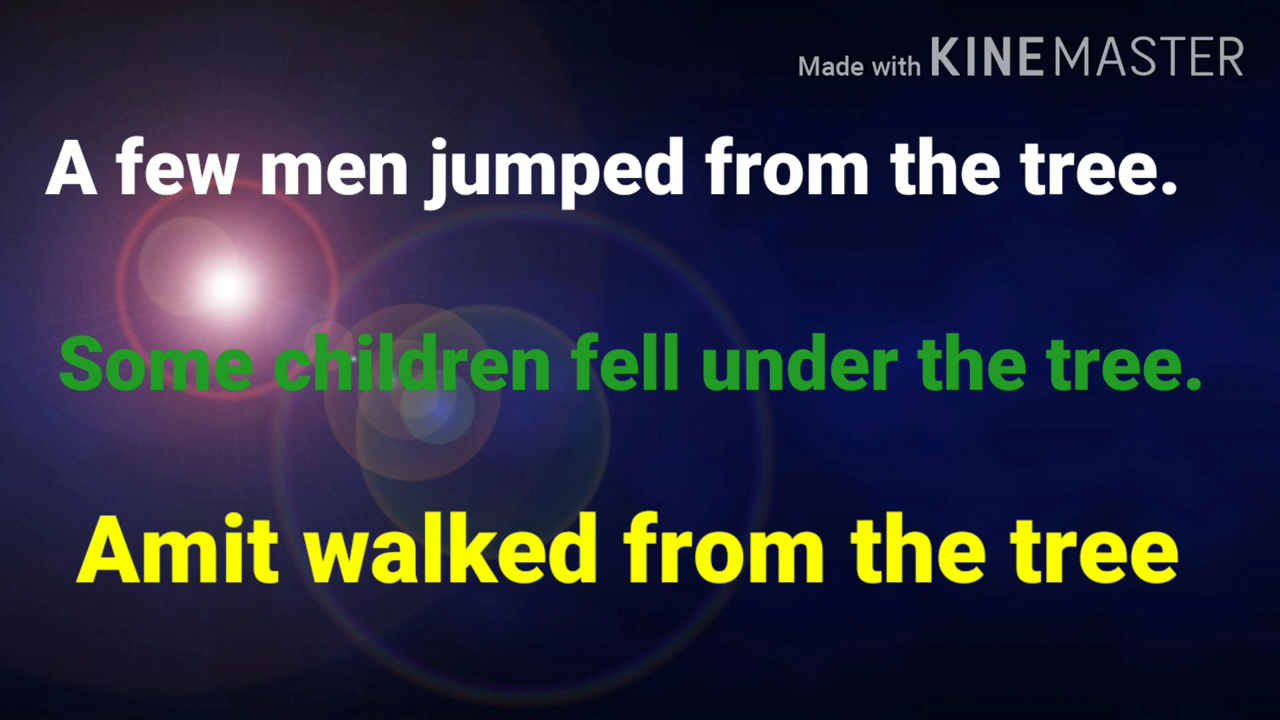 Made with KINEMASTER
A few men jumped from the tree.
Some children fell under the tree.
Amit walked from the tree